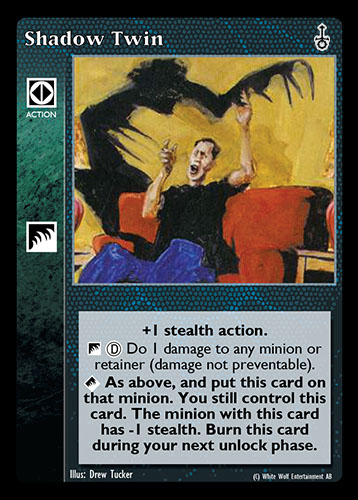 Shadow Twin
ACTION
+1 stealth action.
D Do 1 damage to any minion or
retainer (damage not preventable).
As above, and put this card on
that minion. You still control this
card. The minion with this card
has -1 stealth. Burn this card
during your next unlock phase.
Illus: Drew Tucker
(C) White Wolf Entertainment AB